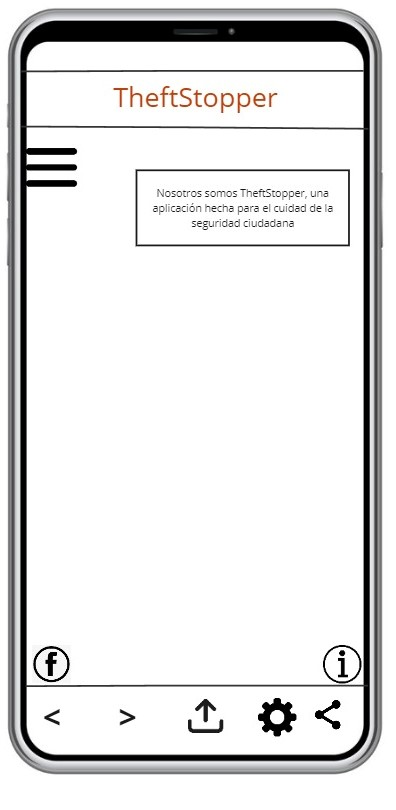 TheftStopper
Nosotros somos TheftStopper, una
aplicación hecha para el cuidad de la
seguridad ciudadana
f i
< >